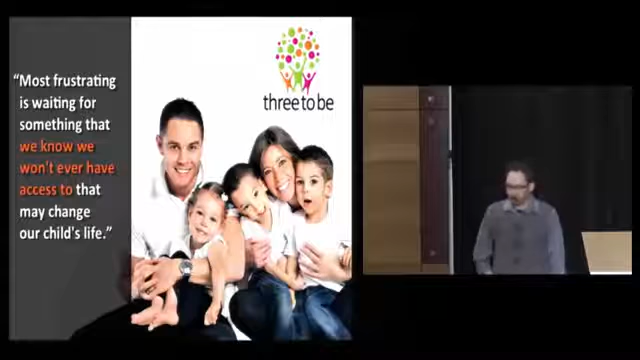 "Most frustrating
is waiting for
something that
we know we
won't ever have
access to that
may change
our child's life."
three to be